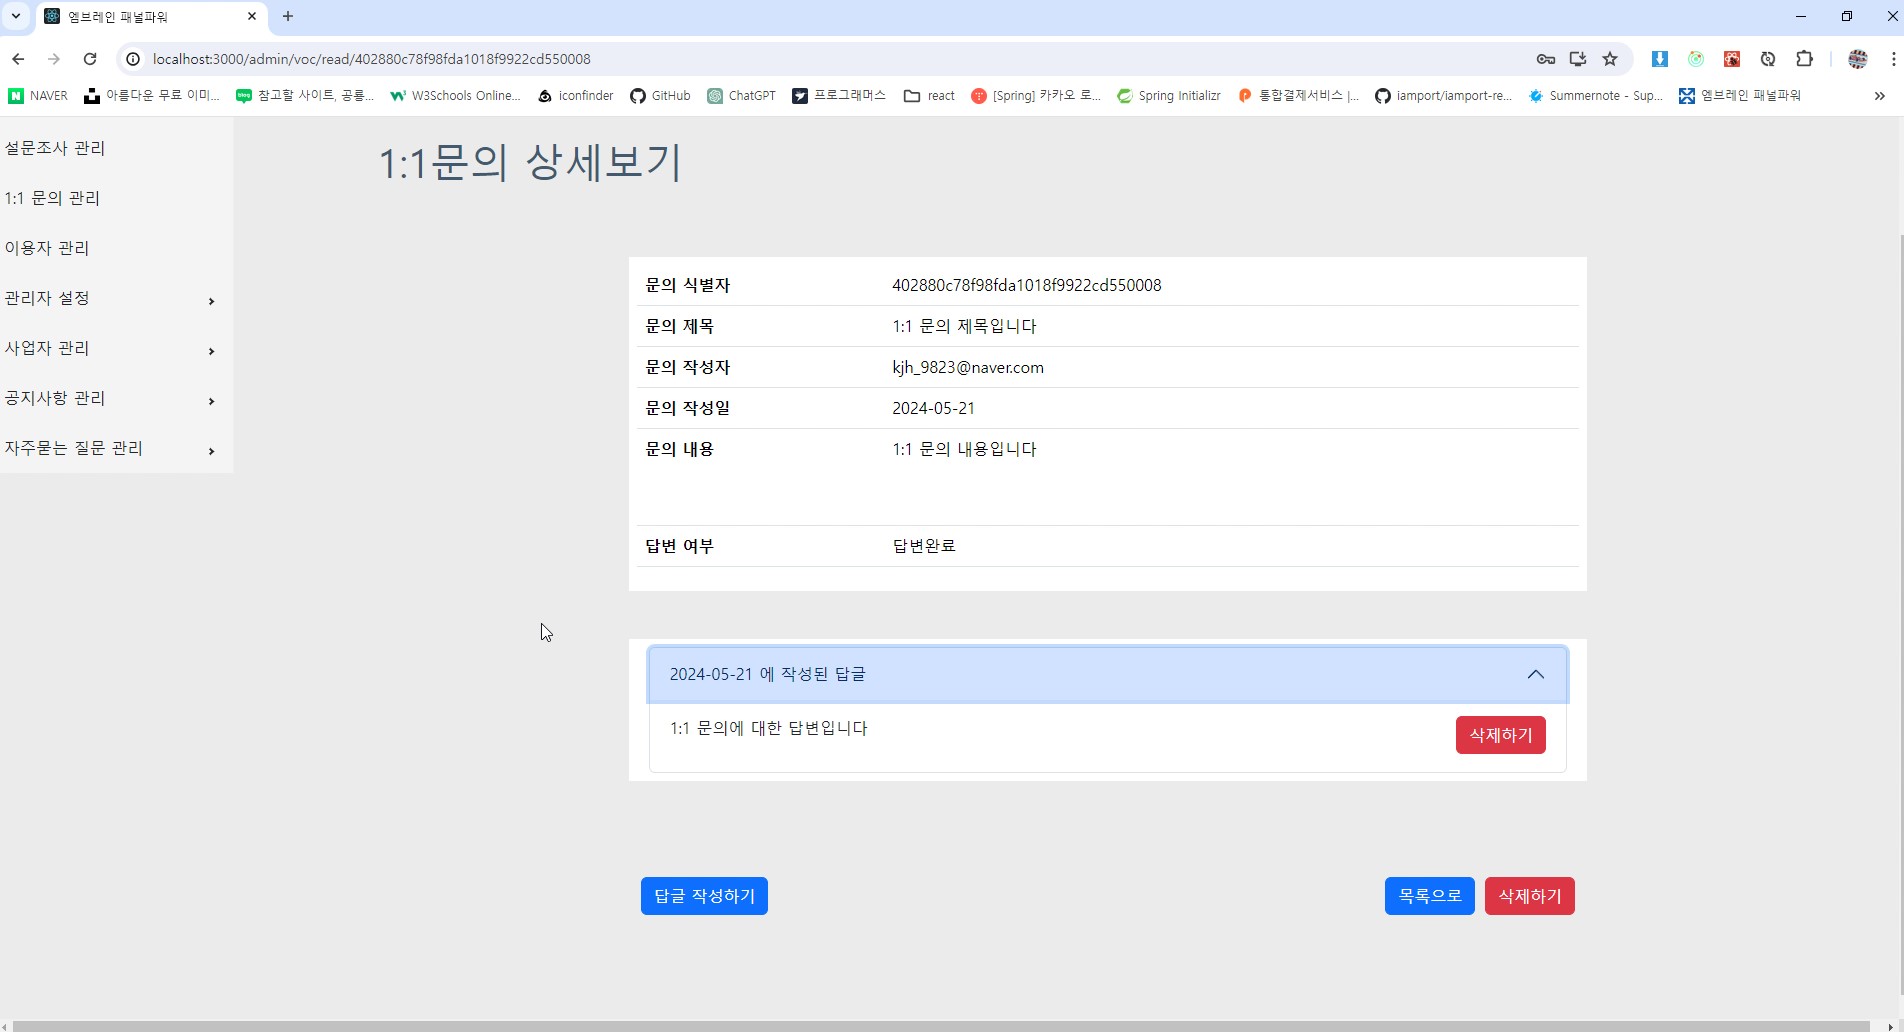 엠브레인 패널파워
localhost:3000/admin/voc/read/402880c78f98fda1018f9922cd550008
NAVER 아름다운 무료 이미... 참고할 사이트, 공룡... W3Schools Online... iconfinder GitHub ChatGPT 프로그래머스 react [Spring] 카카오 로... Spring Initializr 통합결제서비스 |... iamport/iamport-re... Summernote - Sup... 엠브레인 패널파워
설문조사 관리
1:1 문의 관리
이용자 관리
관리자 설정
사업자 관리
공지사항 관리
자주묻는 질문 관리
1:1문의 상세보기
문의 식별자 402880c78f98fda1018f9922cd550008
문의 제목 1:1 문의 제목입니다
문의 작성자 kjh_9823@naver.com
문의 작성일 2024-05-21
문의 내용 1:1 문의 내용입니다
답변 여부 답변완료
2024-05-21 에 작성된 답글
1:1 문의에 대한 답변입니다 삭제하기
답글 작성하기 목록으로 삭제하기